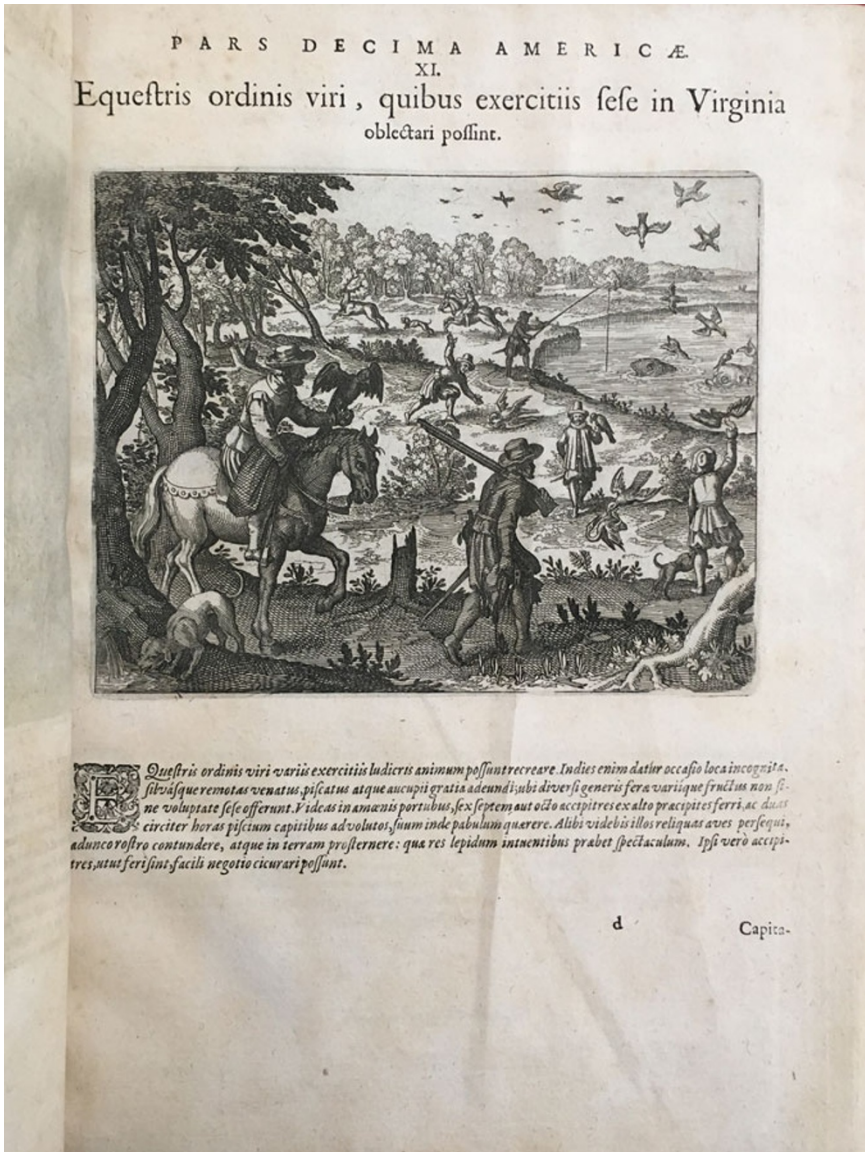 PARS DECIMA AMERICÆ.
XI.
Equeſtris ordinis viri, quibus exercitiis ſeſe in Virginia
oblectari poſſint.
EQueſtris ordinis viri variis exercitiis ludicris animum poſſunt recreare. Indies enim datur occaſio loca incognita,
ſilvaſque remotas venatus, piſcatus atque aucupii gratia adeundi; ubi diverſi generis feræ variique fructus non ſi-
ne voluptate ſeſe offerunt. Videas in amœnis portubus, ſex ſeptem aut octo accipitres ex alto præcipites ferri, ac duas
circiter horas piſcium capitibus advolutos, ſuum inde pabulum quærere. Alibi videbis illos reliquas aves perſequi,
adunco roſtro contundere, atque in terram proſternere: quæ res lepidum intuentibus præbet ſpectaculum. Ipſi vero accipi-
tres, ut ut feri ſint, facili negotio cicurari poſſunt.
d
Capita-